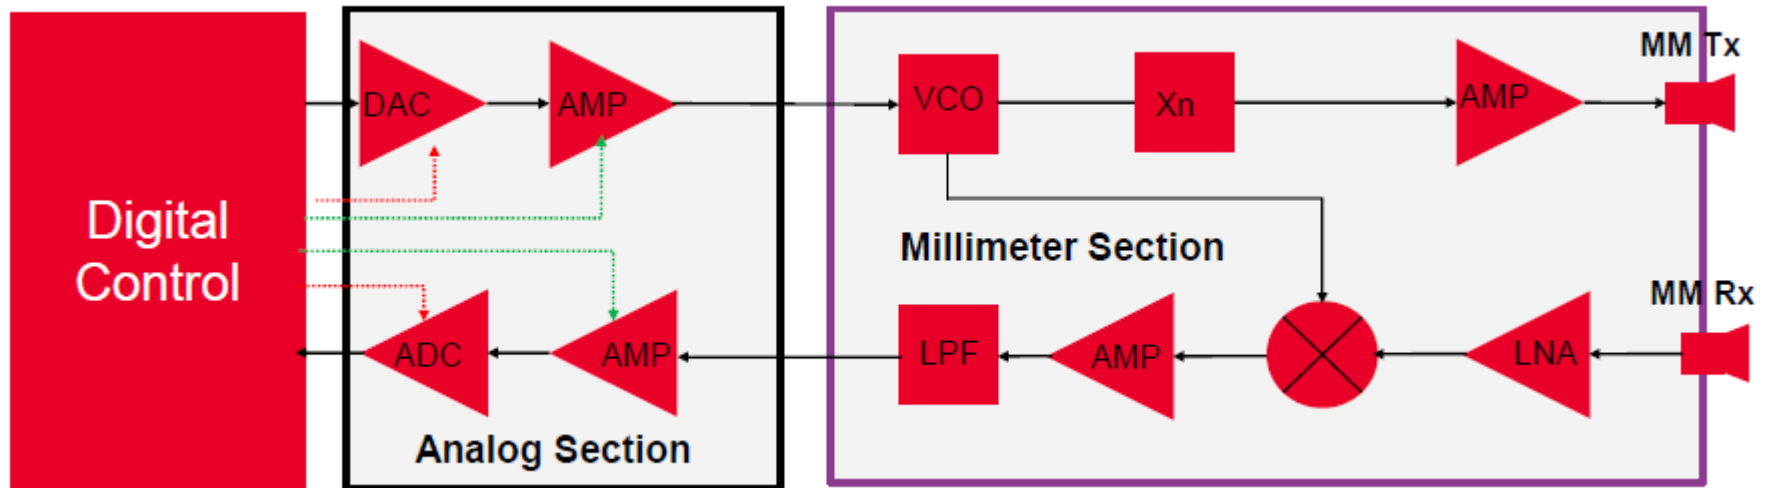 MM Tx
DAC
AMP
VCO
Xn
AMP
Digital
Control
Millimeter Section
MM Rx
ADC
AMP
LPF
AMP
LNA
Analog Section